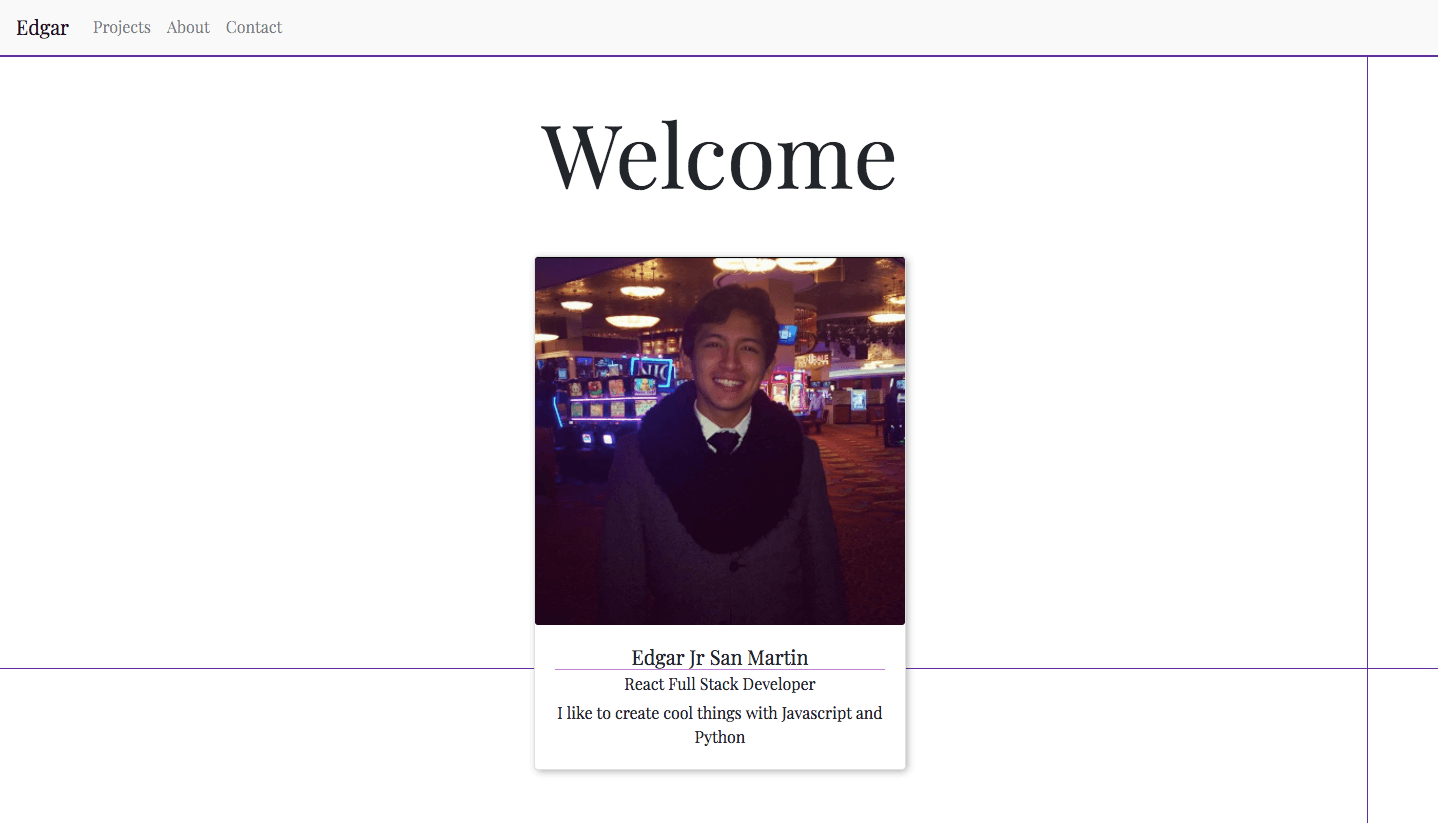 Edgar Projects About Contact
Welcome
Edgar Jr San Martin
React Full Stack Developer
I like to create cool things with Javascript and
Python